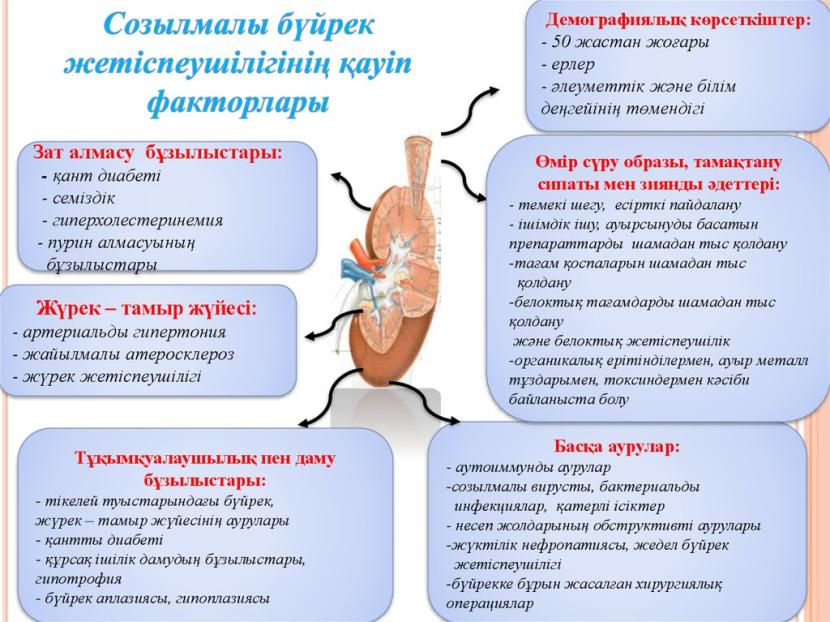 Созылмалы бүйрек
жетіспеушілігінің қауіп
факторлары
Демографиялық көрсеткіштер:
- 50 жастан жоғары
- ерлер
- әлеуметтік және білім
деңгейінің төмендігі
Зат алмасу бұзылыстары:
- қант диабеті
- семіздік
- гиперхолестеринемия
- пурин алмасуының
бұзылыстары
Өмір сүру образы, тамақтану
сипаты мен зиянды әдеттері:
- темекі шегу, есірткі пайдалану
- ішімдік ішу, ауырсынуды басатын
препараттарды шамадан тыс қолдану
-тағам қоспаларын шамадан тыс
қолдану
-белоктық тағамдарды шамадан тыс
қолдану
және белоктық жетіспеушілік
-органикалық ерітінділермен, ауыр металл
тұздарымен, токсиндермен кәсіби
байланыста болу
Жүрек – тамыр жүйесі:
- артериальды гипертония
- жайылмалы атеросклероз
- жүрек жетіспеушілігі
Тұқымқуалаушылық пен даму
бұзылыстары:
- тікелей туыстарындағы бүйрек,
жүрек – тамыр жүйесінің аурулары
- қантты диабеті
- құрсақ ішілік дамудың бұзылыстары,
гипотрофия
- бүйрек аплазиясы, гипоплазиясы
Басқа аурулар:
- аутоиммунды аурулар
-созылмалы вирусты, бактериальды
инфекциялар, қатерлі ісіктер
- несеп жолдарының обструктивті аурулары
-жүктілік нефропатиясы, жедел бүйрек
жетіспеушілігі
-бүйрекке бұрын жасалған хирургиялық
операциялар